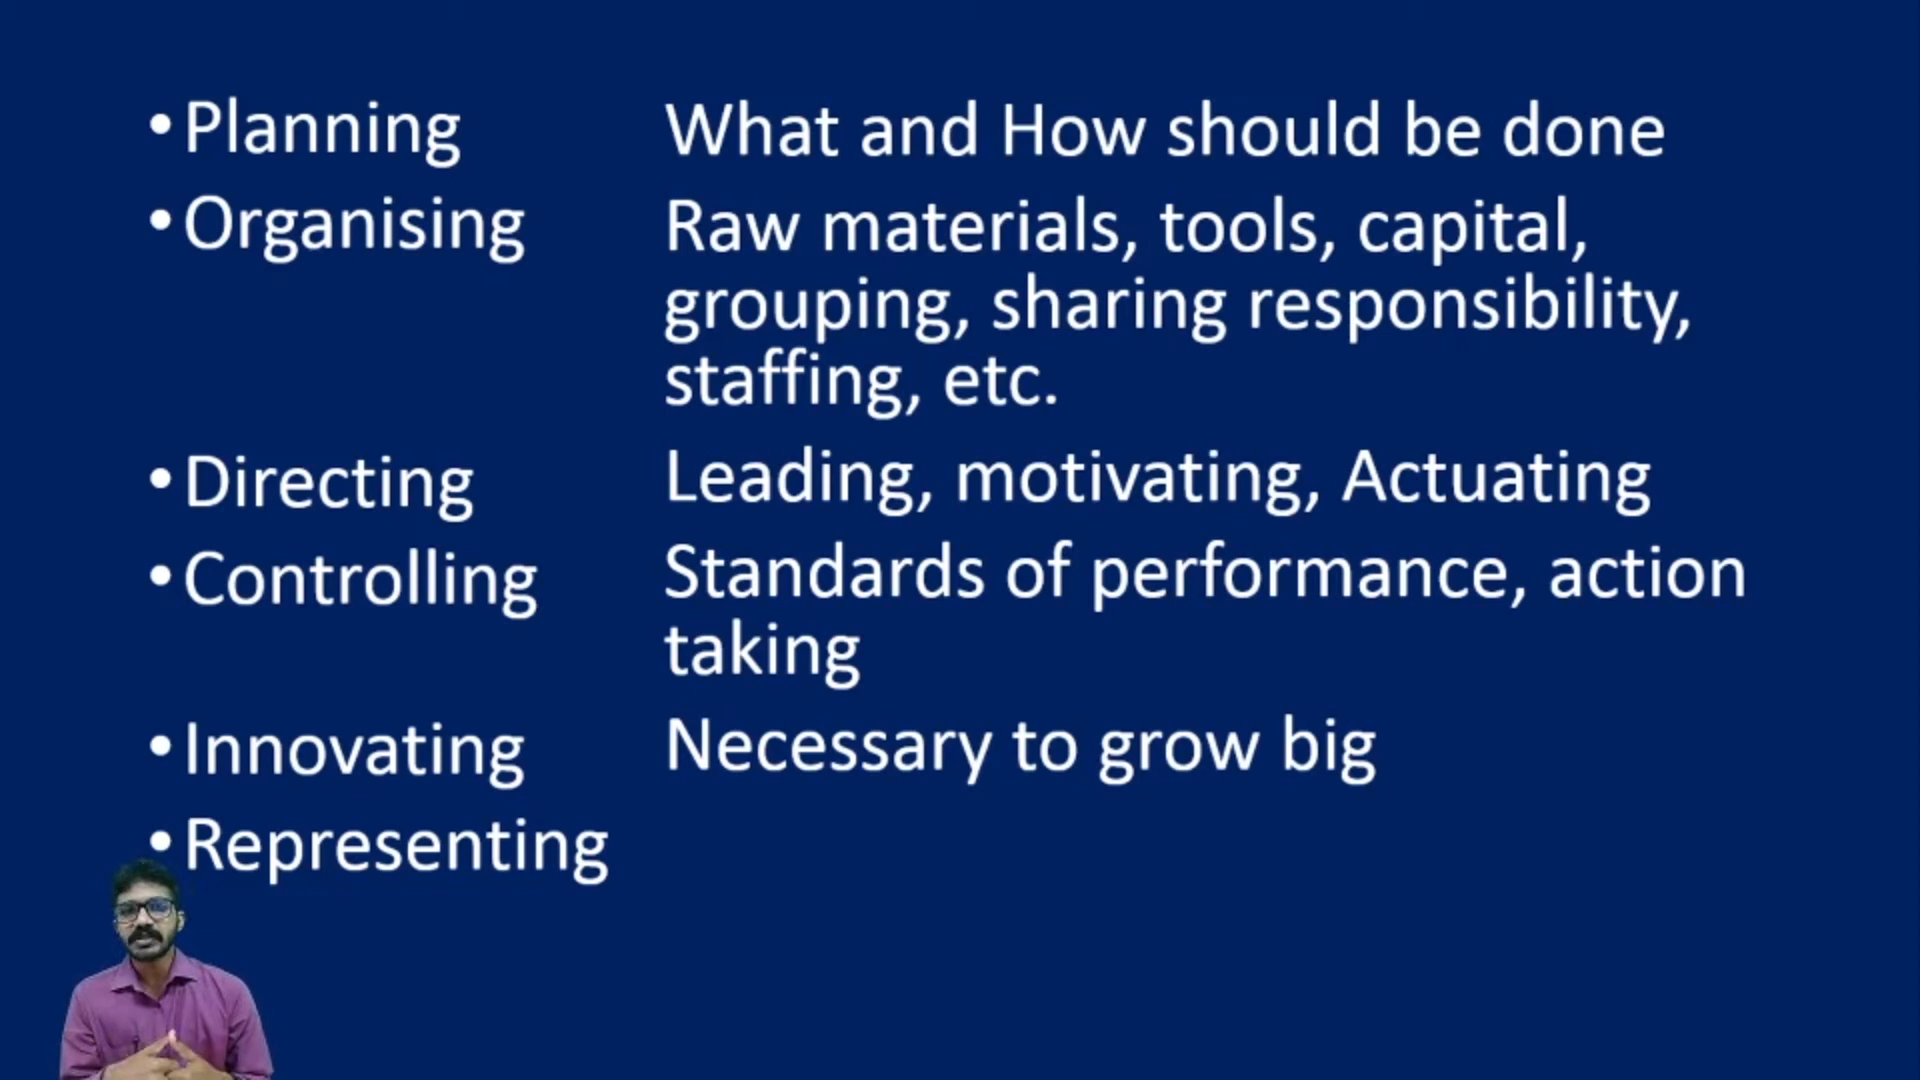 • Planning What and How should be done
• Organising Raw materials, tools, capital,
grouping, sharing responsibility,
staffing, etc.
• Directing Leading, motivating, Actuating
• Controlling Standards of performance, action
taking
• Innovating Necessary to grow big
• Representing